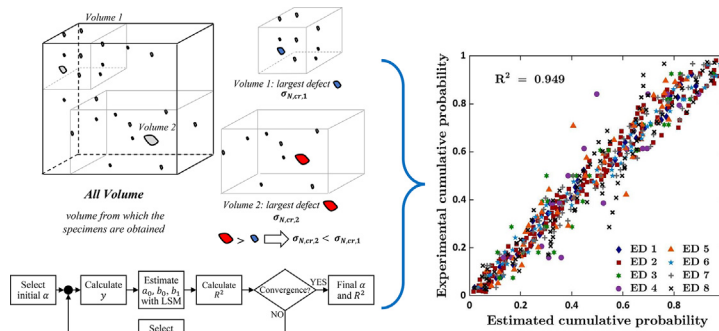 Volume 1
Volume 2
All Volume
volume from which the
specimens are obtained
Volume 1: largest defect
σN,cr,1
Volume 2: largest defect
σN,cr,2
> σN,cr,2 < σN,cr,1
Select
initial α
Calculate
y
Estimate
a0, b0, b1
with LSM
Calculate
R²
Convergence?
YES
NO
Final α
and R²
Select
Experimental cumulative probability
1
0.8
0.6
0.4
0.2
0
R² = 0.949
ED 1
ED 2
ED 3
ED 4
ED 5
ED 6
ED 7
ED 8
0 0.2 0.4 0.6 0.8 1
Estimated cumulative probability